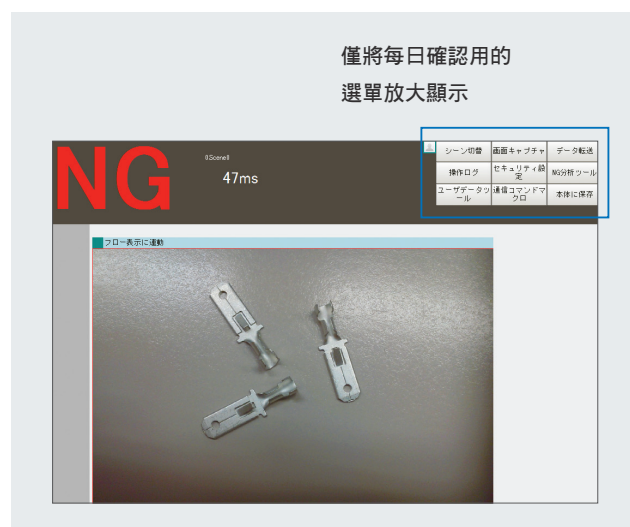 僅將每日確認用的
選單放大顯示
NG
0.Scene0
47ms
シーン切替 画面キャプチャ データ転送
操作ログ セキュリティ設定 NG分析ツール
ユーザデータツール 通信コマンドマクロ 本体に保存
フロー表示に連動